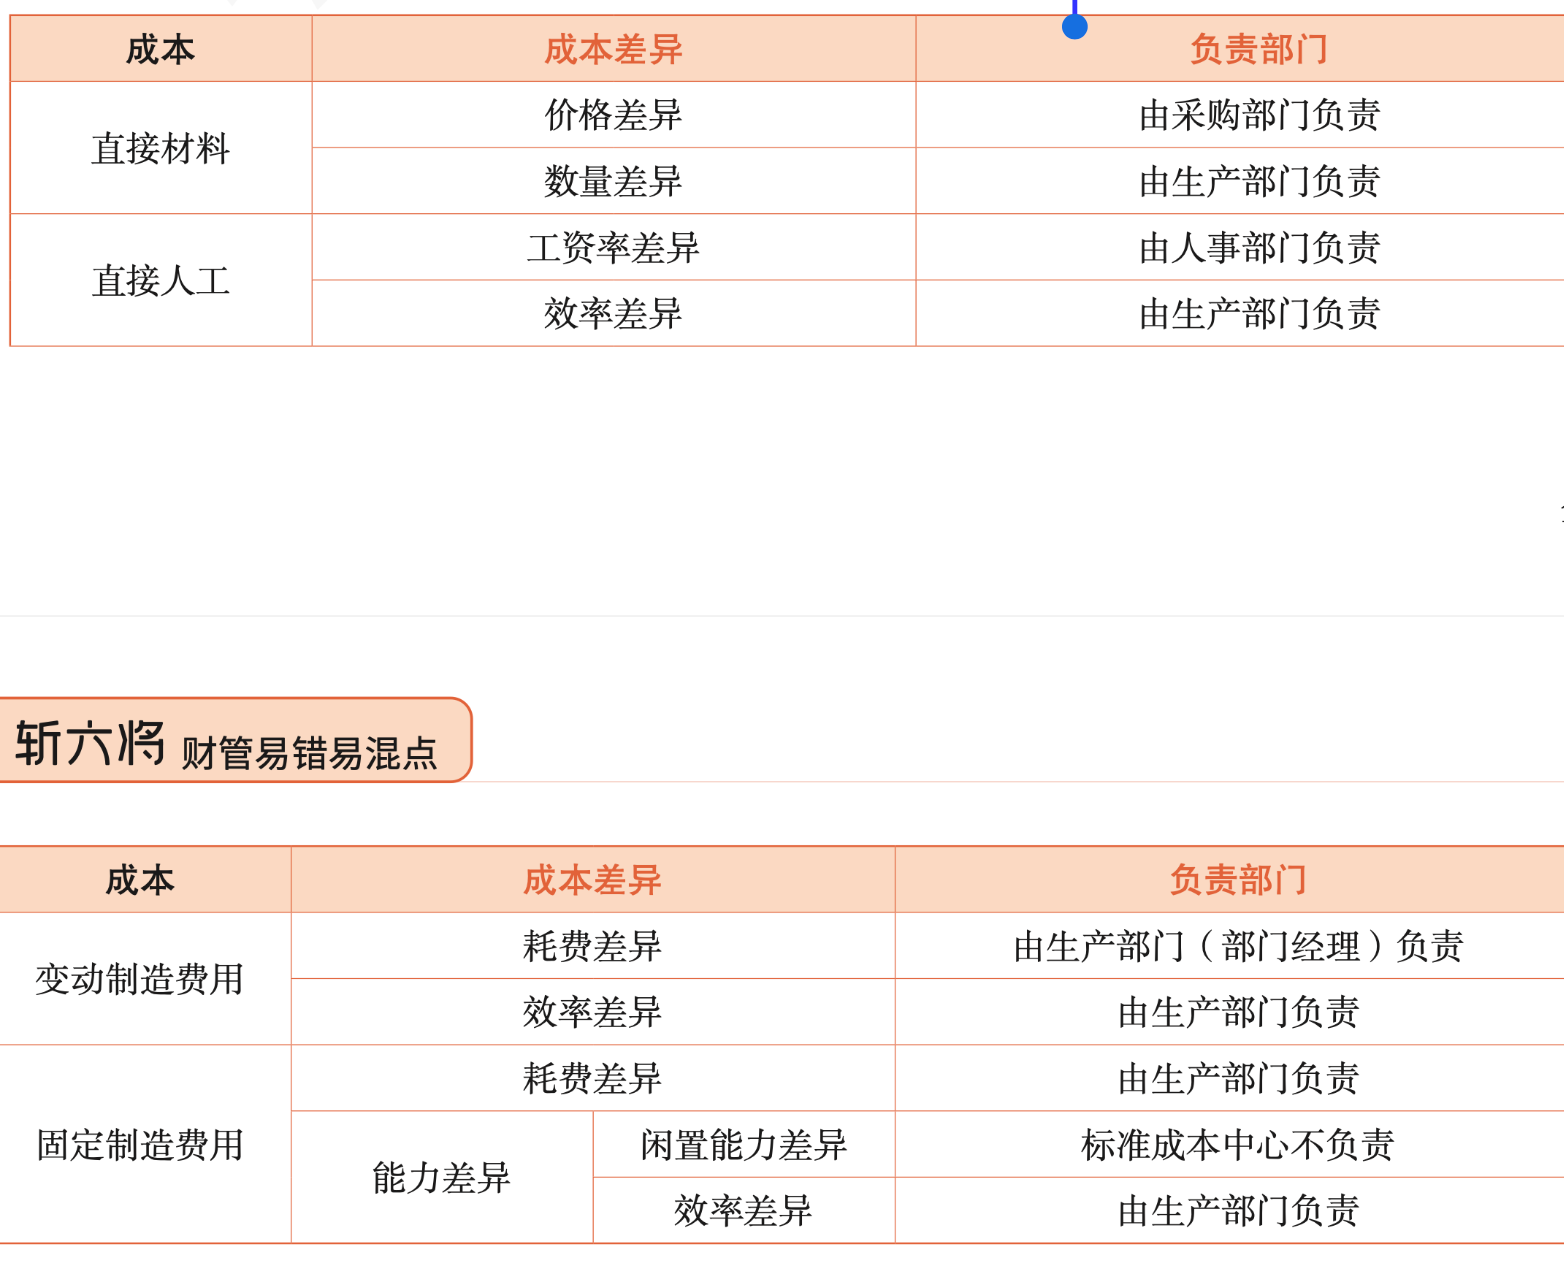 成本 成本差异 负责部门
直接材料 价格差异 由采购部门负责
数量差异 由生产部门负责
直接人工 工资率差异 由人事部门负责
效率差异 由生产部门负责
斩六将 财管易错易混点
成本 成本差异 负责部门
变动制造费用 耗费差异 由生产部门（部门经理）负责
效率差异 由生产部门负责
固定制造费用 耗费差异 由生产部门负责
能力差异 闲置能力差异 标准成本中心不负责
效率差异 由生产部门负责